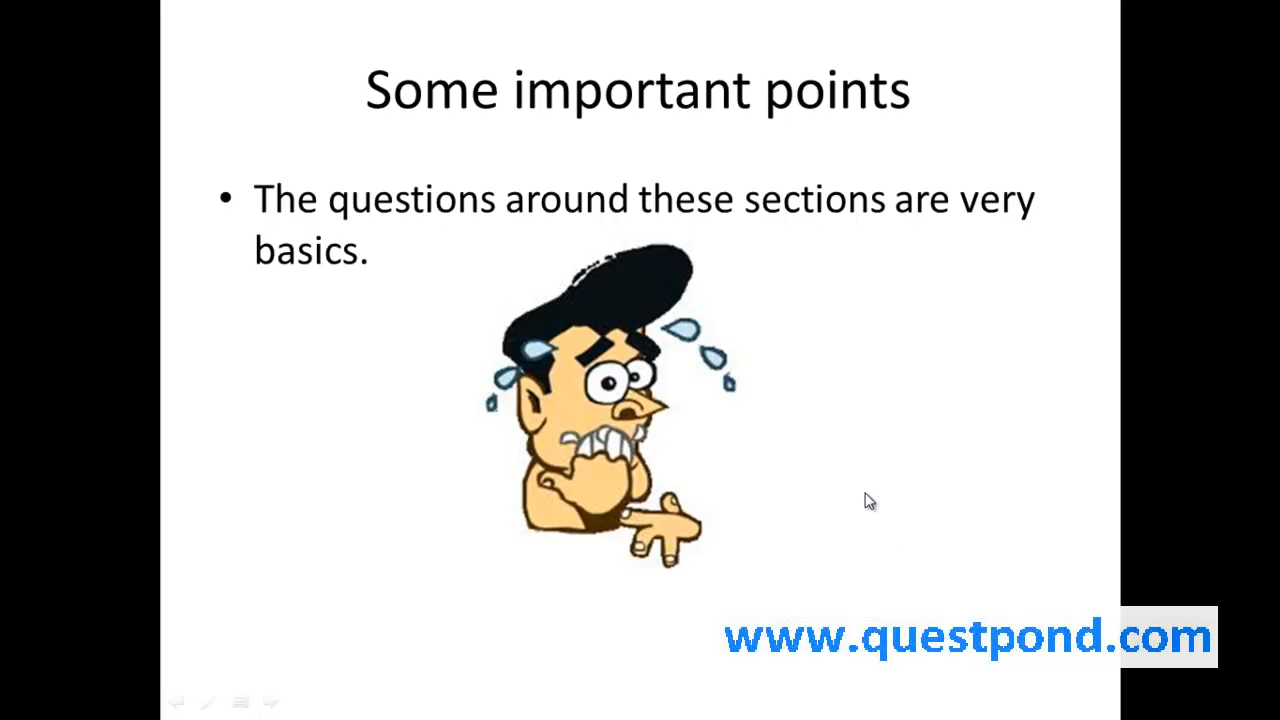 Some important points
• The questions around these sections are very
basics.
www.questpond.com